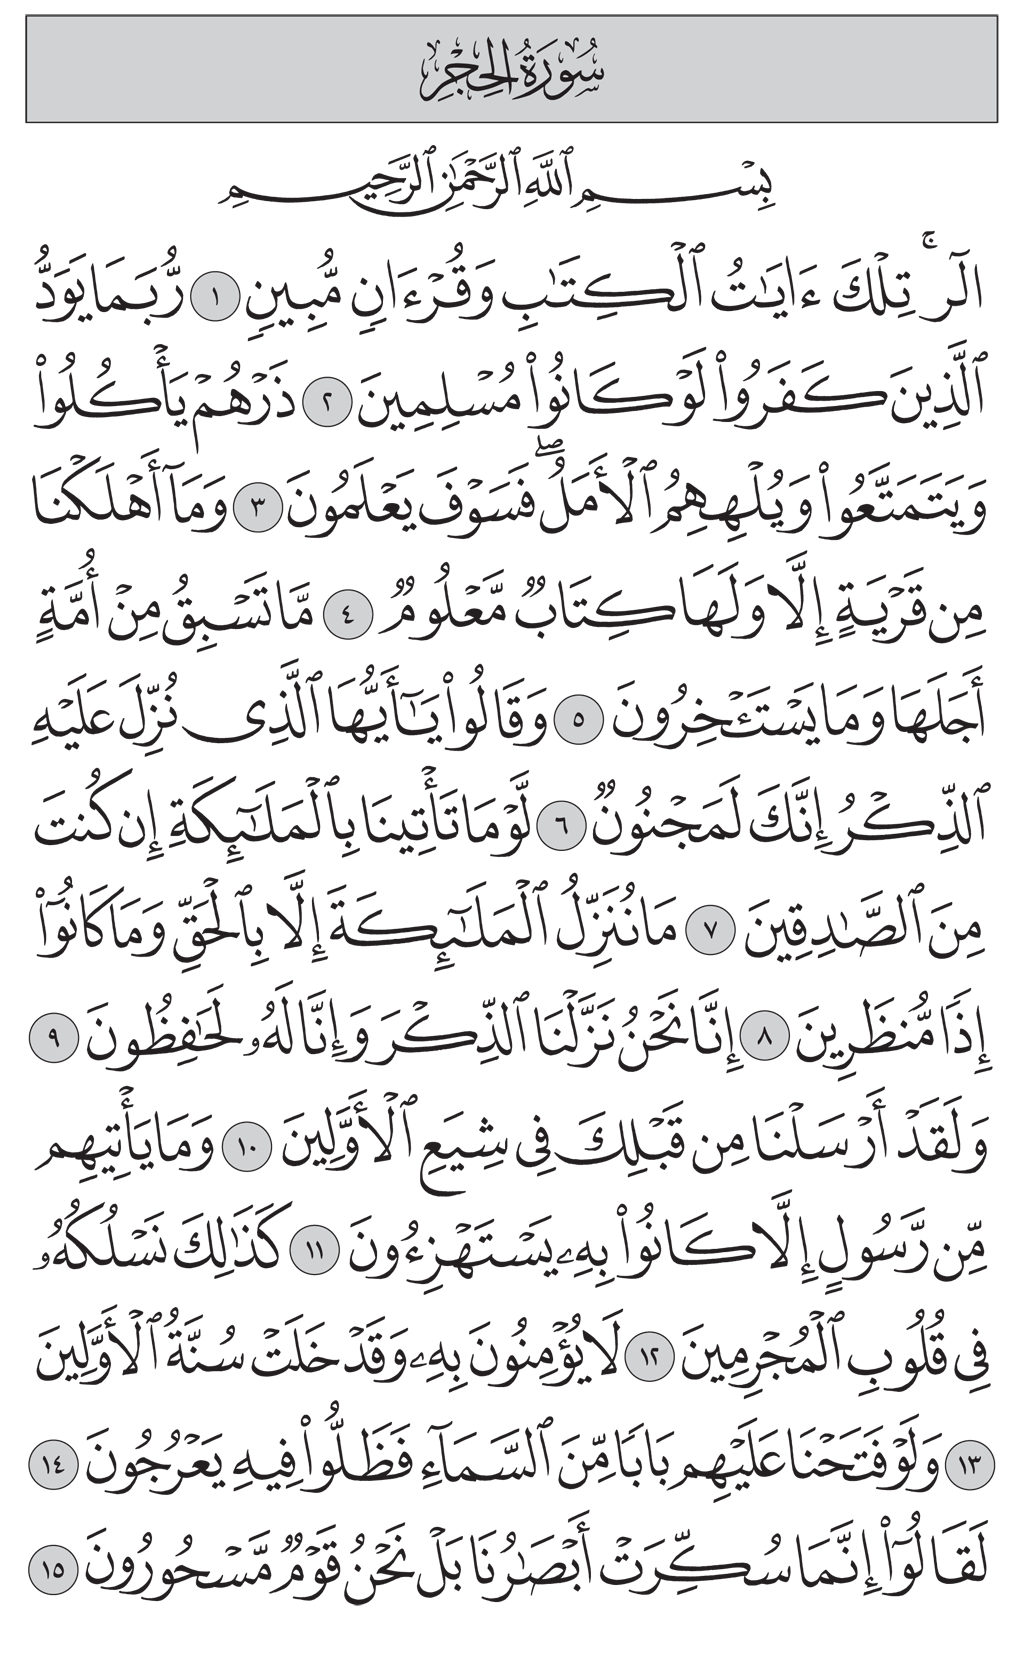 سُورَةُ الحِجْرِ
بِسْمِ ٱللَّهِ ٱلرَّحْمَٰنِ ٱلرَّحِيمِ
الٓر ۚ تِلْكَ ءَايَٰتُ ٱلْكِتَٰبِ وَقُرْءَانٍ مُّبِينٍ ١ رُّبَمَا يَوَدُّ
ٱلَّذِينَ كَفَرُوا۟ لَوْ كَانُوا۟ مُسْلِمِينَ ٢ ذَرْهُمْ يَأْكُلُوا۟
وَيَتَمَتَّعُوا۟ وَيُلْهِهِمُ ٱلْأَمَلُ ۖ فَسَوْفَ يَعْلَمُونَ ٣ وَمَآ أَهْلَكْنَا
مِن قَرْيَةٍ إِلَّا وَلَهَا كِتَابٌ مَّعْلُومٌ ٤ مَّا تَسْبِقُ مِنْ أُمَّةٍ
أَجَلَهَا وَمَا يَسْتَـْٔخِرُونَ ٥ وَقَالُوا۟ يَٰٓأَيُّهَا ٱلَّذِى نُزِّلَ عَلَيْهِ
ٱلذِّكْرُ إِنَّكَ لَمَجْنُونٌ ٦ لَّوْ مَا تَأْتِينَا بِٱلْمَلَٰٓئِكَةِ إِن كُنتَ
مِنَ ٱلصَّٰدِقِينَ ٧ مَا نُنَزِّلُ ٱلْمَلَٰٓئِكَةَ إِلَّا بِٱلْحَقِّ وَمَا كَانُوٓا۟
إِذًا مُّنظَرِينَ ٨ إِنَّا نَحْنُ نَزَّلْنَا ٱلذِّكْرَ وَإِنَّا لَهُۥ لَحَٰفِظُونَ ٩
وَلَقَدْ أَرْسَلْنَا مِن قَبْلِكَ فِى شِيَعِ ٱلْأَوَّلِينَ ١٠ وَمَا يَأْتِيهِم
مِّن رَّسُولٍ إِلَّا كَانُوا۟ بِهِۦ يَسْتَهْزِءُونَ ١١ كَذَٰلِكَ نَسْلُكُهُۥ
فِى قُلُوبِ ٱلْمُجْرِمِينَ ١٢ لَا يُؤْمِنُونَ بِهِۦ وَقَدْ خَلَتْ سُنَّةُ ٱلْأَوَّلِينَ
١٣ وَلَوْ فَتَحْنَا عَلَيْهِم بَابًا مِّنَ ٱلسَّمَآءِ فَظَلُّوا۟ فِيهِ يَعْرُجُونَ ١٤
لَقَالُوٓا۟ إِنَّمَا سُكِّرَتْ أَبْصَٰرُنَا بَلْ نَحْنُ قَوْمٌ مَّسْحُورُونَ ١٥